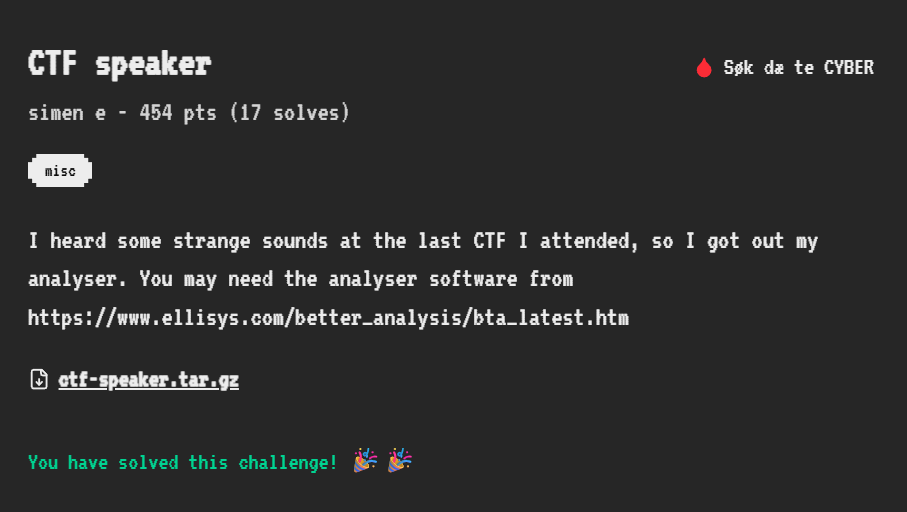 CTF speaker
Søk dæ te CYBER
simen e - 454 pts (17 solves)
misc
I heard some strange sounds at the last CTF I attended, so I got out my
analyser. You may need the analyser software from
https://www.ellisys.com/better_analysis/bta_latest.htm
ctf-speaker.tar.gz
You have solved this challenge! 🎉 🎉